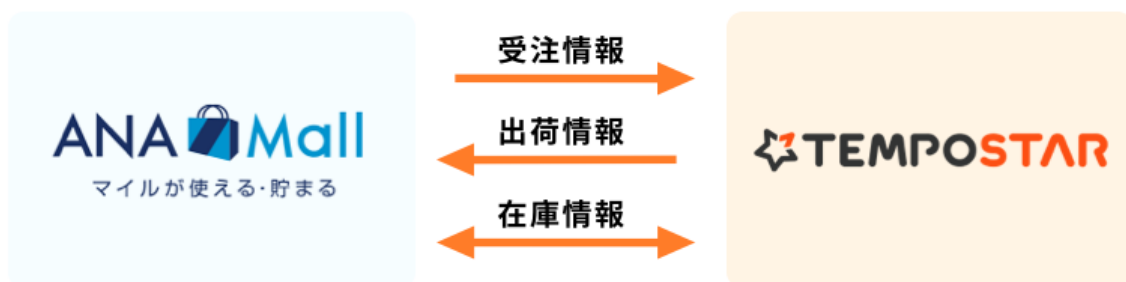 ANA Mall
マイルが使える・貯まる
受注情報
出荷情報
在庫情報
TEMPOSTAR